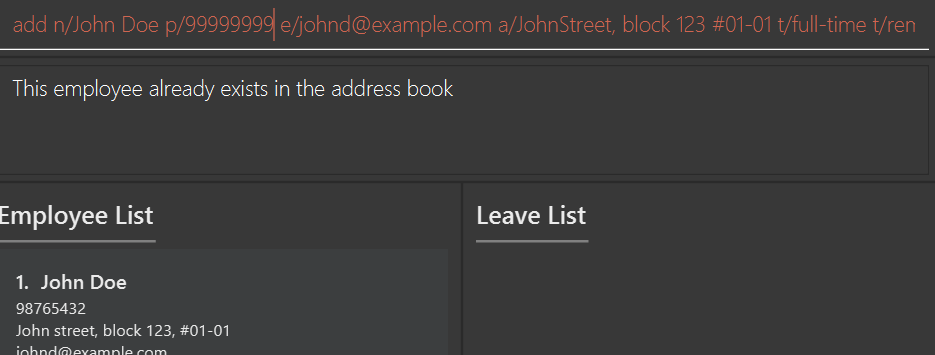 add n/John Doe p/99999999 e/johnd@example.com a/JohnStreet, block 123 #01-01 t/full-time t/ren
This employee already exists in the address book
Employee List
Leave List
1. John Doe
98765432
John street, block 123, #01-01
johnd@example.com